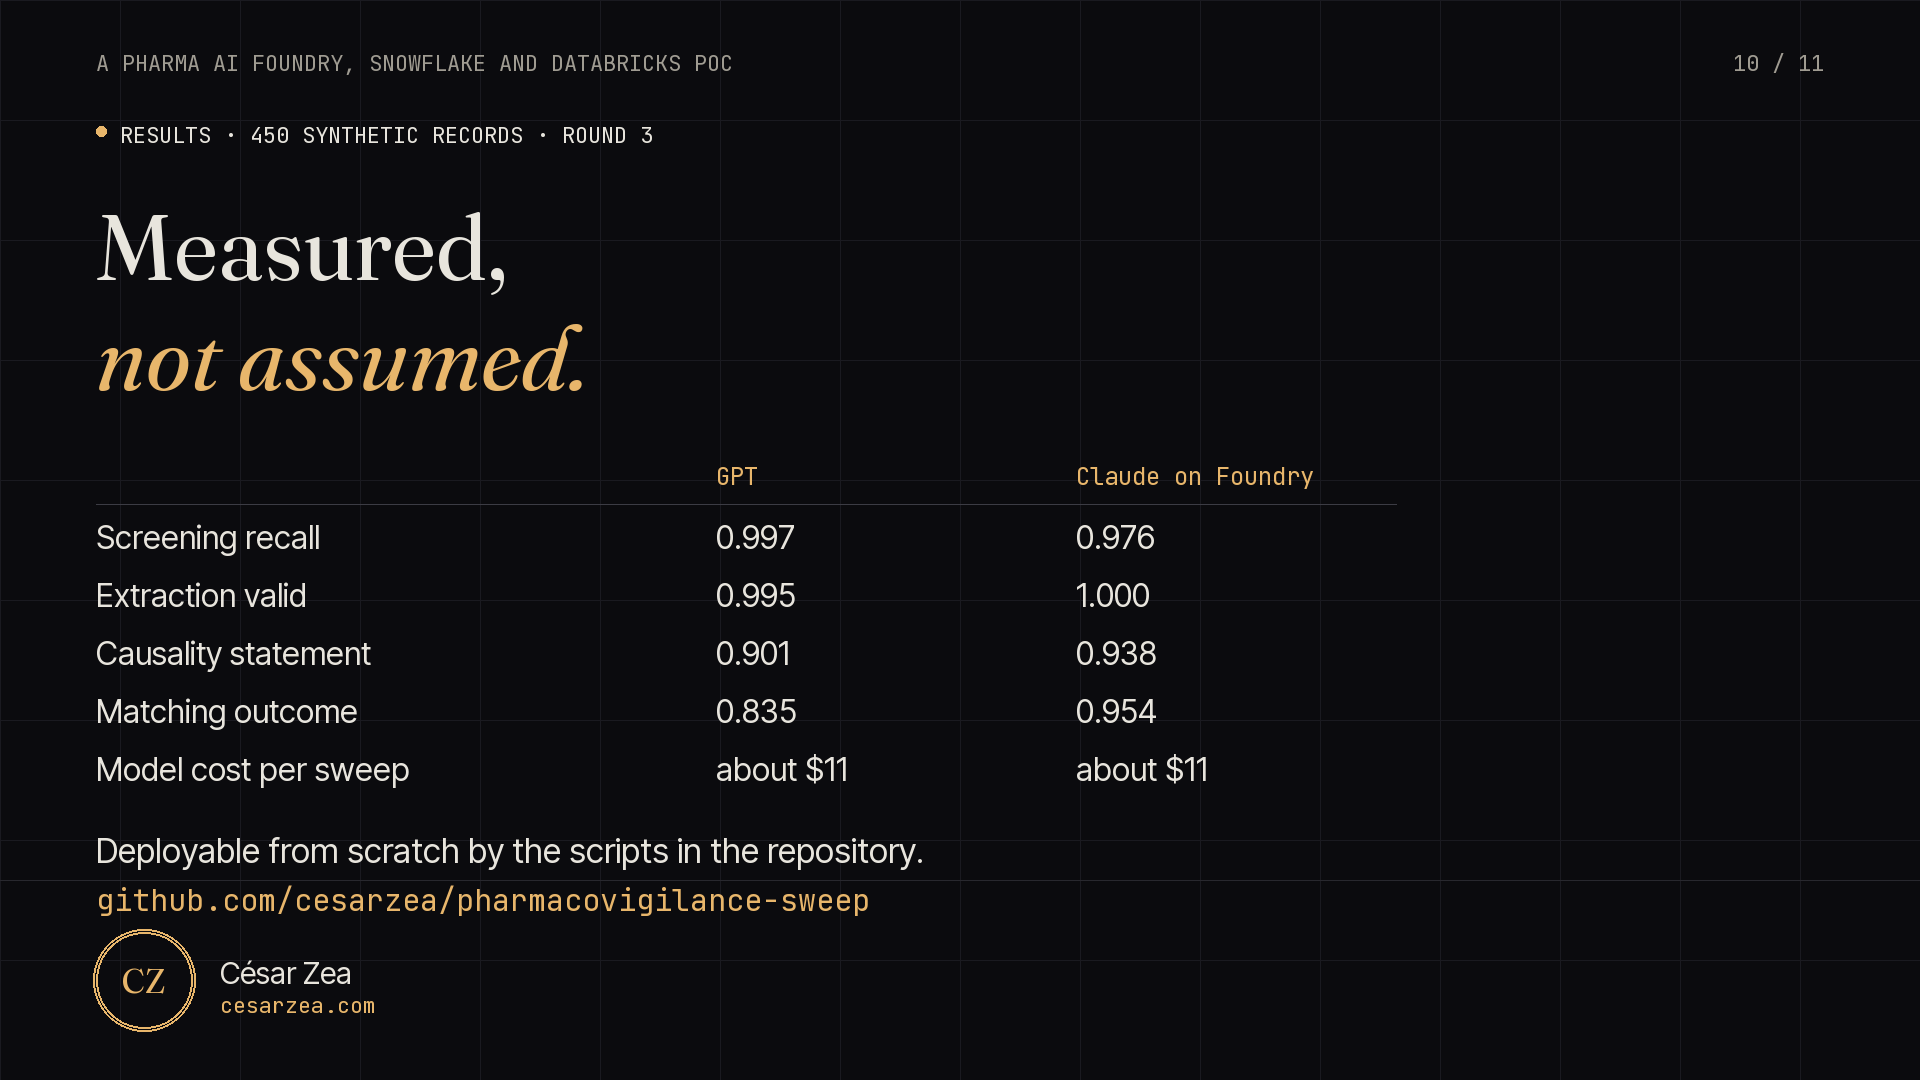 A PHARMA AI FOUNDRY, SNOWFLAKE AND DATABRICKS POC 10 / 11
RESULTS · 450 SYNTHETIC RECORDS · ROUND 3
Measured,
not assumed.
GPT Claude on Foundry
Screening recall 0.997 0.976
Extraction valid 0.995 1.000
Causality statement 0.901 0.938
Matching outcome 0.835 0.954
Model cost per sweep about $11 about $11
Deployable from scratch by the scripts in the repository.
github.com/cesarzea/pharmacovigilance-sweep
CZ
César Zea
cesarzea.com